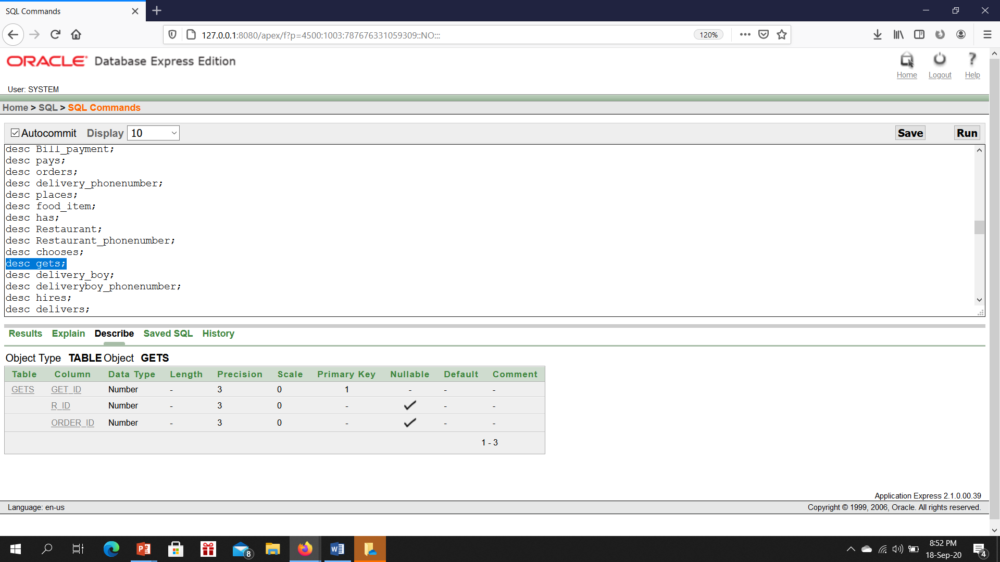 SQL Commands
127.0.0.1:8080/apex/f?p=4500:1003:787676331059309::NO:::
120%
ORACLE Database Express Edition
Home Logout Help
User: SYSTEM
Home > SQL > SQL Commands
Autocommit Display 10 Save Run
desc Bill_payment;
desc pays;
desc orders;
desc delivery_phonenumber;
desc places;
desc food_item;
desc has;
desc Restaurant;
desc Restaurant_phonenumber;
desc chooses;
desc gets;
desc delivery_boy;
desc deliveryboy_phonenumber;
desc hires;
desc delivers;
Results Explain Describe Saved SQL History
Object Type TABLE Object GETS
Table Column Data Type Length Precision Scale Primary Key Nullable Default Comment
GETS GET_ID Number - 3 0 1 - - -
R_ID Number - 3 0 - - -
ORDER_ID Number - 3 0 - - -
1 - 3
Application Express 2.1.0.00.39
Language: en-us Copyright © 1999, 2006, Oracle. All rights reserved.
8
8:52 PM
18-Sep-20
4